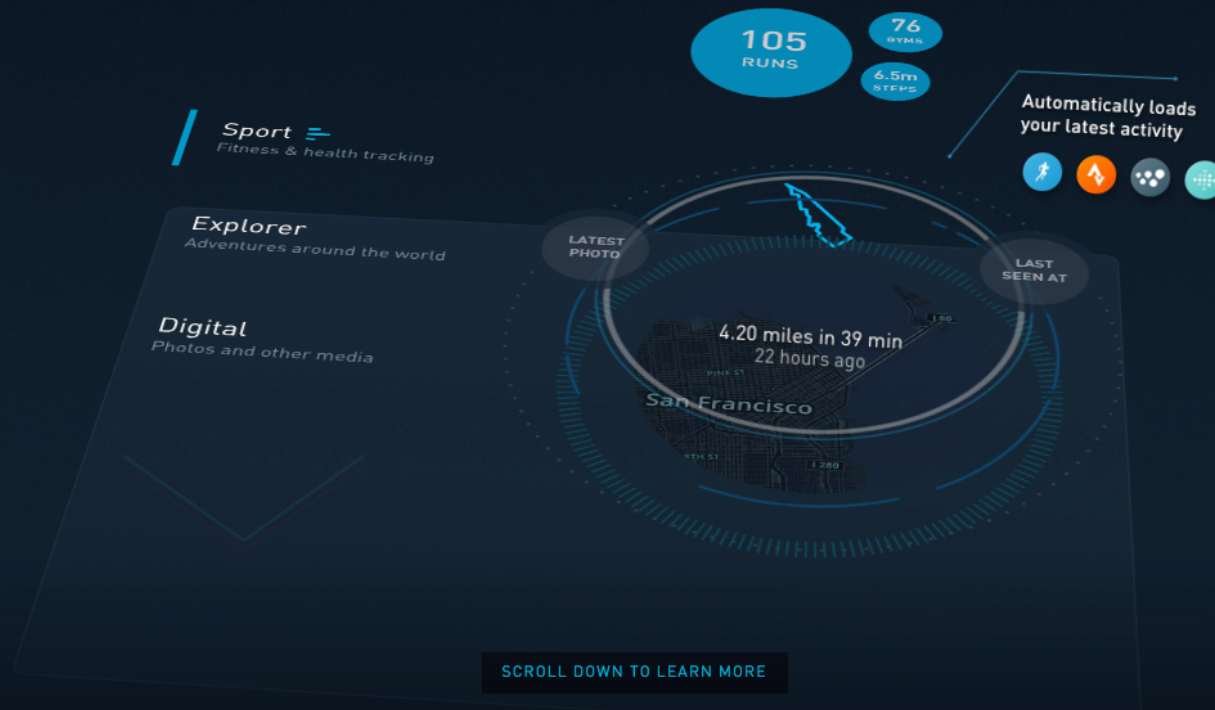 105
RUNS
76
GYMS
6.5m
STEPS
Automatically loads
your latest activity
Sport
Fitness & health tracking
Explorer
Adventures around the world
Digital
Photos and other media
LATEST
PHOTO
LAST
SEEN AT
I 80
4.20 miles in 39 min
22 hours ago
PINE ST
San Francisco
I 280
SCROLL DOWN TO LEARN MORE